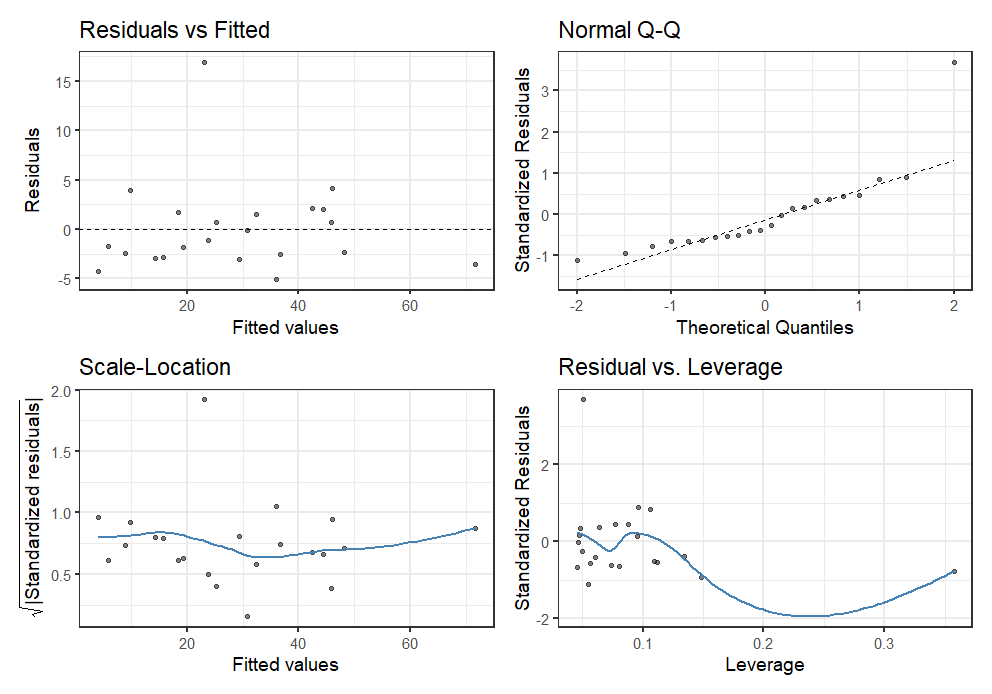 Residuals vs Fitted
Residuals
15
10
5
0
-5
20
40
60
Fitted values
Normal Q-Q
Standardized Residuals
3
2
1
0
-1
-2
-1
0
1
2
Theoretical Quantiles
Scale-Location
√|Standardized residuals|
2.0
1.5
1.0
0.5
20
40
60
Fitted values
Residual vs. Leverage
Standardized Residuals
2
0
-2
0.1
0.2
0.3
Leverage